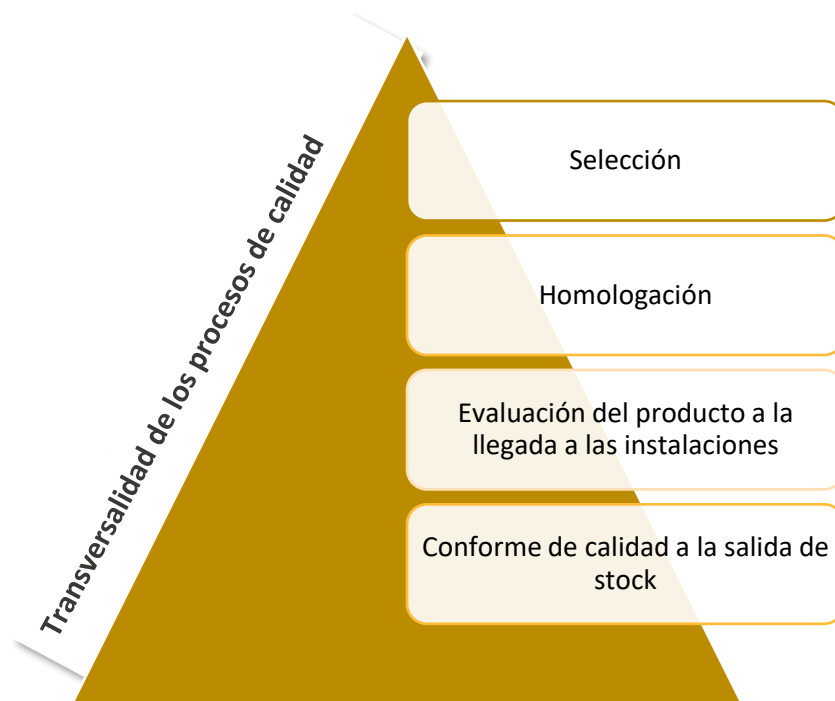 Transversalidad de los procesos de calidad
Selección
Homologación
Evaluación del producto a la
llegada a las instalaciones
Conforme de calidad a la salida de
stock